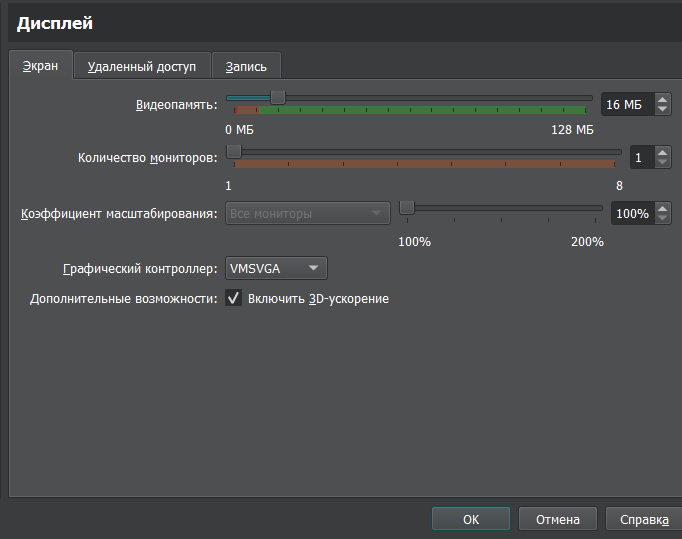 Дисплей
Экран Удаленный доступ Запись
Видеопамять: 16 МБ
0 МБ 128 МБ
Количество мониторов: 1
1 8
Коэффициент масштабирования: Все мониторы 100%
100% 200%
Графический контроллер: VMSVGA
Дополнительные возможности: Включить 3D-ускорение
OK Отмена Справка